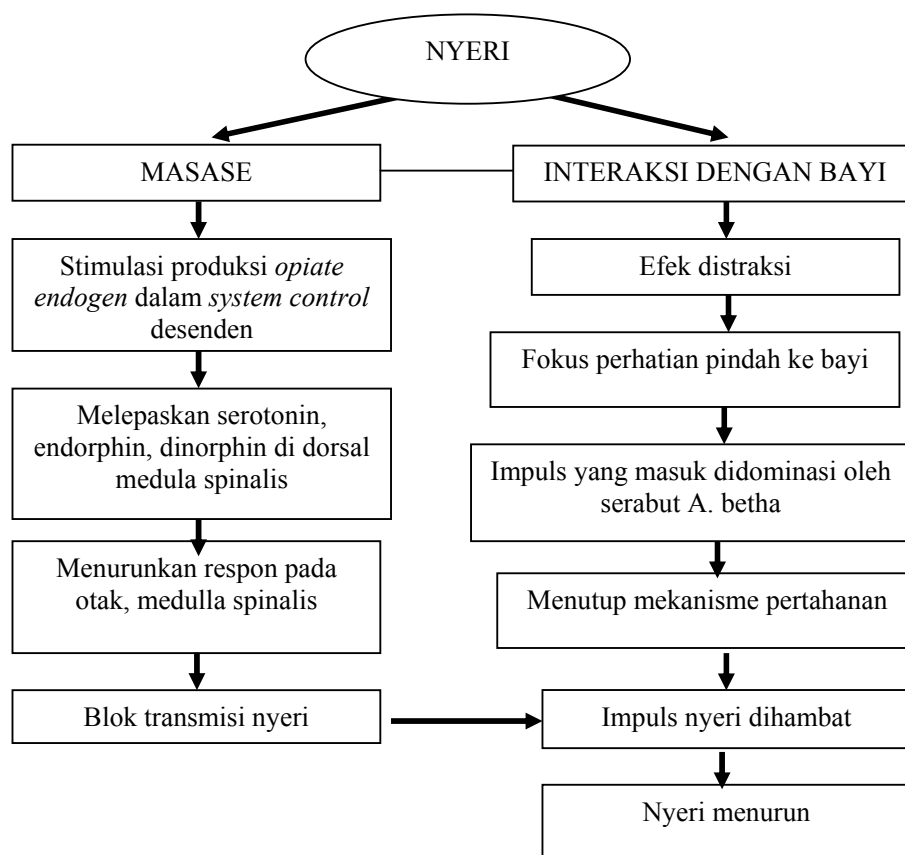 NYERI
MASASE
INTERAKSI DENGAN BAYI
Stimulasi produksi opiate
endogen dalam system control
desenden
Efek distraksi
Fokus perhatian pindah ke bayi
Melepaskan serotonin,
endorphin, dinorphin di dorsal
medula spinalis
Impuls yang masuk didominasi oleh
serabut A. betha
Menurunkan respon pada
otak, medulla spinalis
Menutup mekanisme pertahanan
Blok transmisi nyeri
Impuls nyeri dihambat
Nyeri menurun